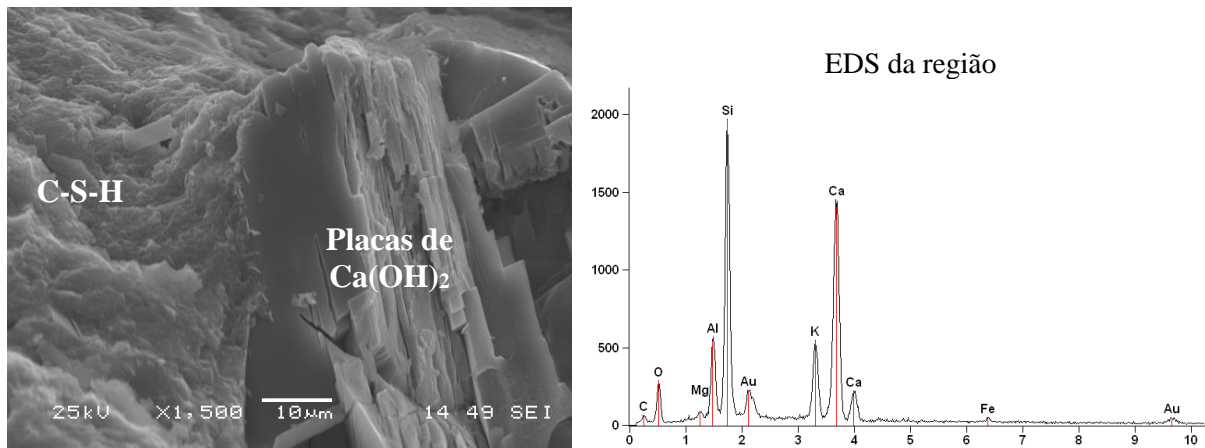 C-S-H
Placas de
Ca(OH)2
25kV X1,500 10µm 14 49 SEI
EDS da região
2000
1500
1000
500
0
C
O
Mg
Al
Si
Au
K
Ca
Ca
Fe
Au
0 1 2 3 4 5 6 7 8 9 10